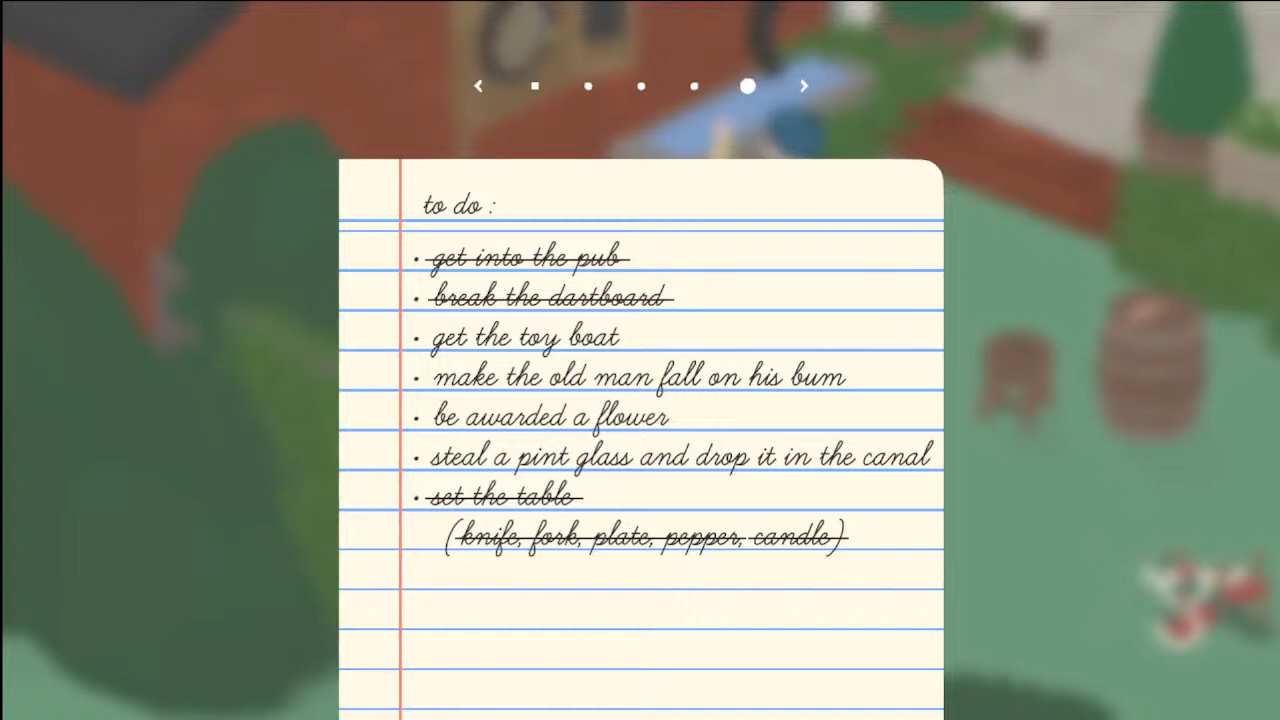 to do :
• get into the pub
• break the dartboard
• get the toy boat
• make the old man fall on his bum
• be awarded a flower
• steal a pint glass and drop it in the canal
• set the table
(knife, fork, plate, pepper, candle)